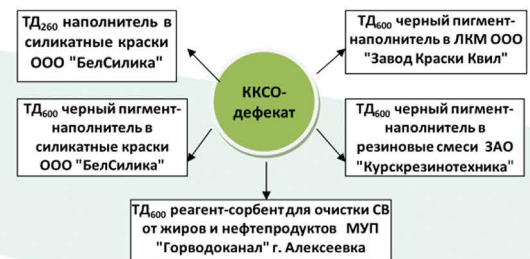 ТД260 наполнитель в
силикатные краски
ООО "БелСилика"
ТД600 черный пигмент-
наполнитель в ЛКМ ООО
"Завод Краски Квил"
ККСО-
дефекат
ТД600 черный пигмент-
наполнитель в
силикатные краски
ООО "БелСилика"
ТД600 черный пигмент-
наполнитель в
резиновые смеси ЗАО
"Курскрезинотехника"
ТД600 реагент-сорбент для очистки СВ
от жиров и нефтепродуктов МУП
"Горводоканал" г. Алексеевка